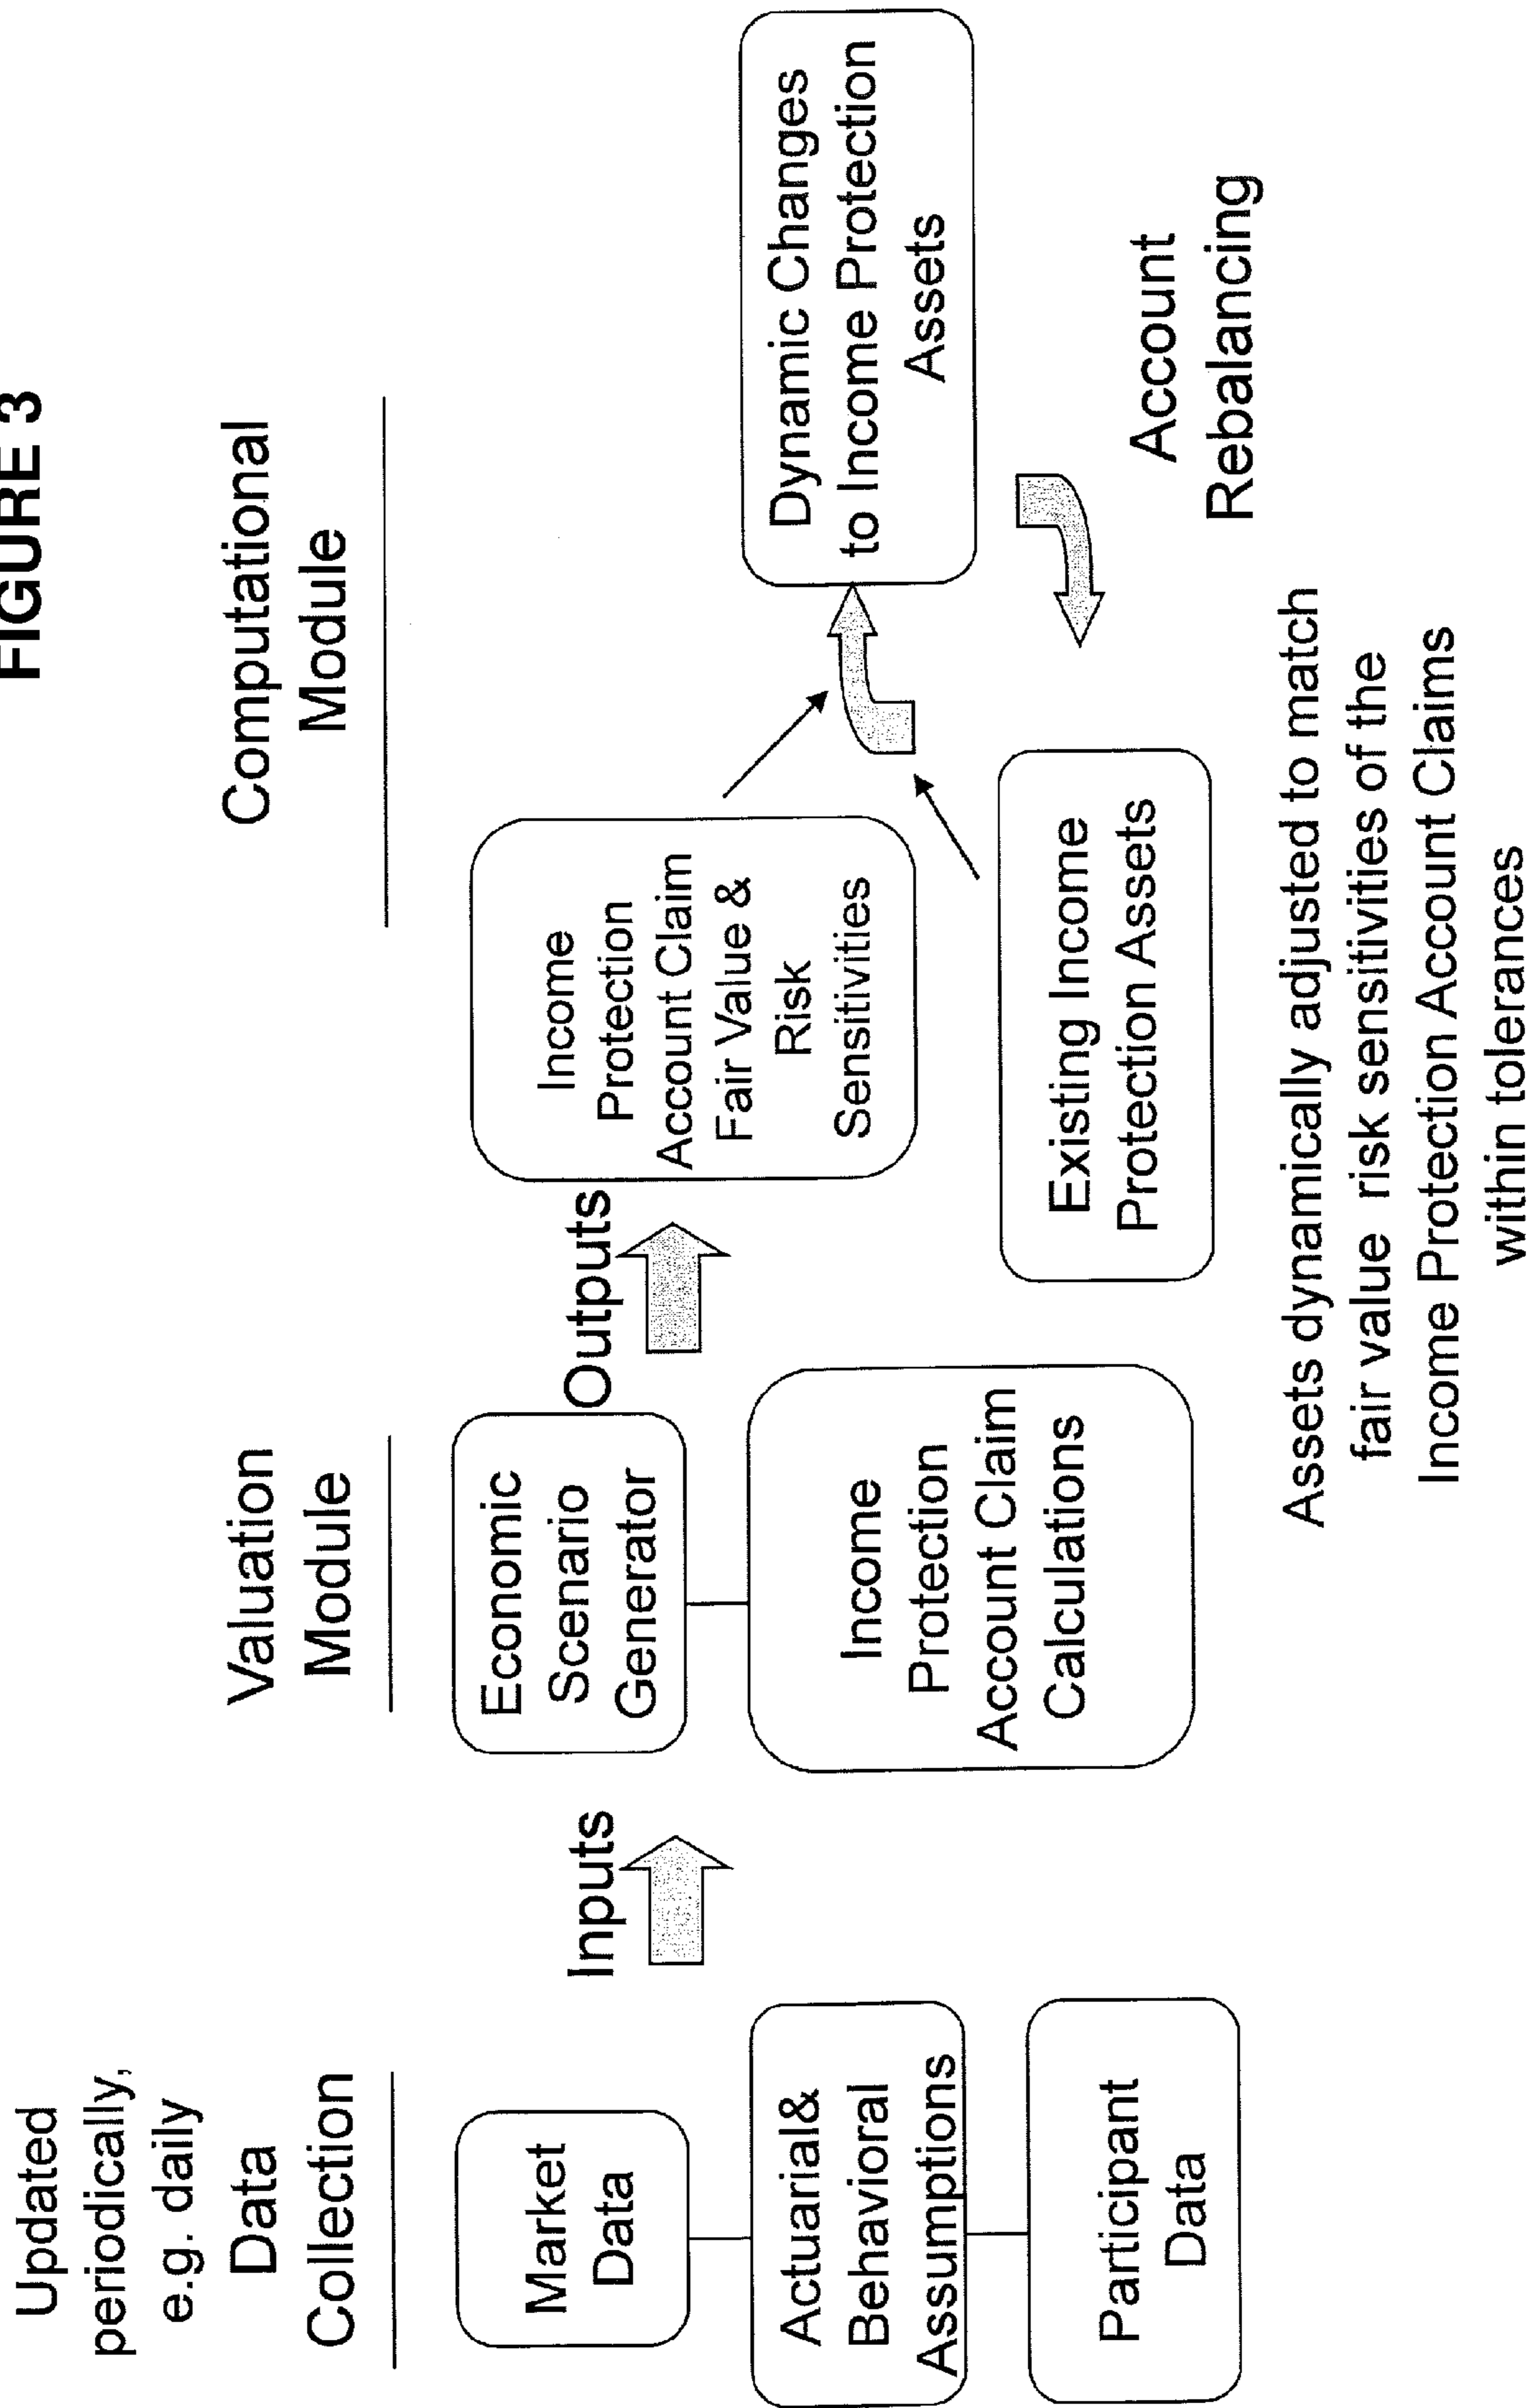 FIGURE 3
Updated
periodically,
e.g. daily
Data
Collection
Market
Data
Actuarial&
Behavioral
Assumptions
Participant
Data
Inputs
Valuation
Module
Economic
Scenario
Generator
Income
Protection
Account Claim
Calculations
Outputs
Computational
Module
Income
Protection
Account Claim
Fair Value &
Risk
Sensitivities
Existing Income
Protection Assets
Dynamic Changes
to Income Protection
Assets
Account
Rebalancing
Assets dynamically adjusted to match
fair value risk sensitivities of the
Income Protection Account Claims
within tolerances